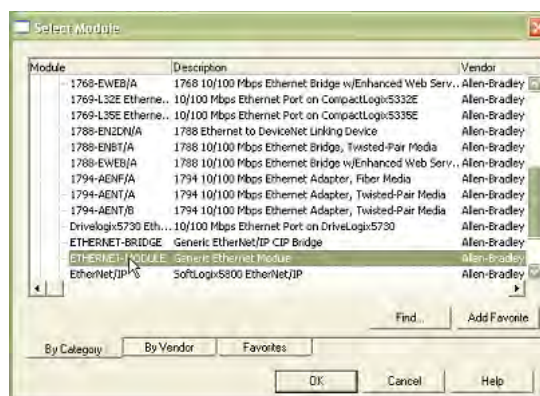 Select Module
Module Description Vendor
1768-EWEB/A 1768 10/100 Mbps Ethernet Bridge w/Enhanced Web Serv.. Allen-Bradley
1769-L32E Etherne.. 10/100 Mbps Ethernet Port on CompactLogix5332E Allen-Bradley
1769-L35E Etherne.. 10/100 Mbps Ethernet Port on CompactLogix5335E Allen-Bradley
1788-EN2DN/A 1788 Ethernet to DeviceNet Linking Device Allen-Bradley
1788-ENBT/A 1788 10/100 Mbps Ethernet Bridge, Twisted-Pair Media Allen-Bradley
1788-EWEB/A 1788 10/100 Mbps Ethernet Bridge w/Enhanced Web Serv.. Allen-Bradley
1794-AENF/A 1794 10/100 Mbps Ethernet Adapter, Fiber Media Allen-Bradley
1794-AENT/A 1794 10/100 Mbps Ethernet Adapter, Twisted-Pair Media Allen-Bradley
1794-AENT/B 1794 10/100 Mbps Ethernet Adapter, Twisted-Pair Media Allen-Bradley
Drivelogix5730 Eth... 10/100 Mbps Ethernet Port on DriveLogix5730 Allen-Bradley
ETHERNET-BRIDGE Generic EtherNet/IP CIP Bridge Allen-Bradley
ETHERNET-MODULE Generic Ethernet Module Allen-Bradley
EtherNet/IP SoftLogix5800 EtherNet/IP Allen-Bradley
Find... Add Favorite
By Category By Vendor Favorites
OK Cancel Help